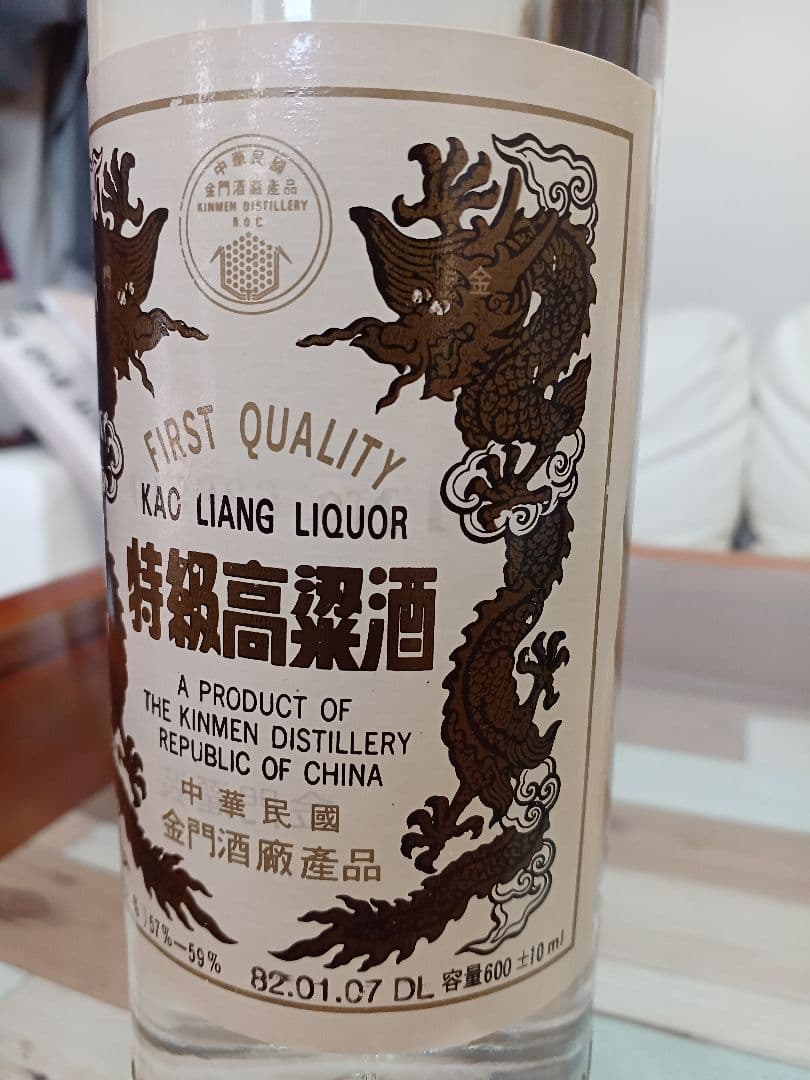 中華民國
金門酒廠產品
KINMEN DISTILLERY
R.O.C.
金
FIRST QUALITY
KAO LIANG LIQUOR
特級高粱酒
A PRODUCT OF
THE KINMEN DISTILLERY
REPUBLIC OF CHINA
中華民國
金門酒廠產品
57%—59%
82.01.07 DL
容量600 ±10 ml